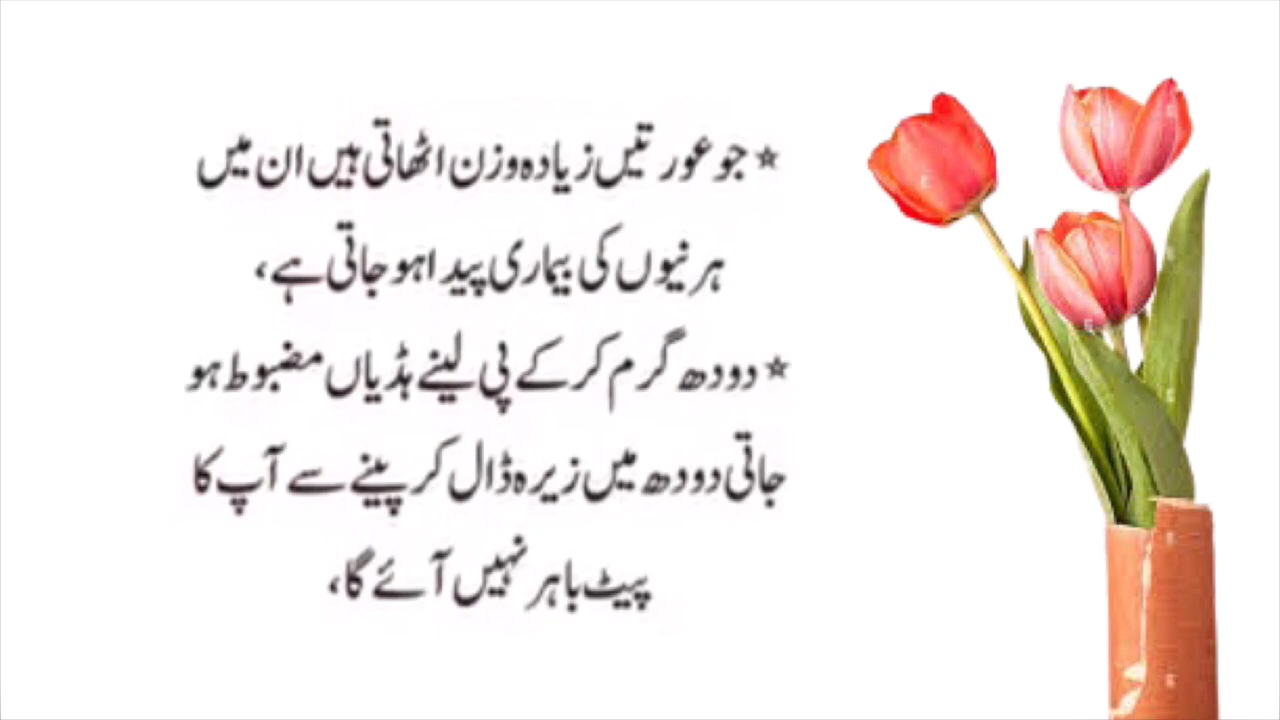 * جو عورتیں زیادہ وزن اٹھاتی ہیں ان میں
ہرنیوں کی بیماری پیدا ہو جاتی ہے،
* دودھ گرم کر کے پی لینے ہڈیاں مضبوط ہو
جاتی دودھ میں زیرہ ڈال کر پینے سے آپ کا
پیٹ باہر نہیں آئے گا،